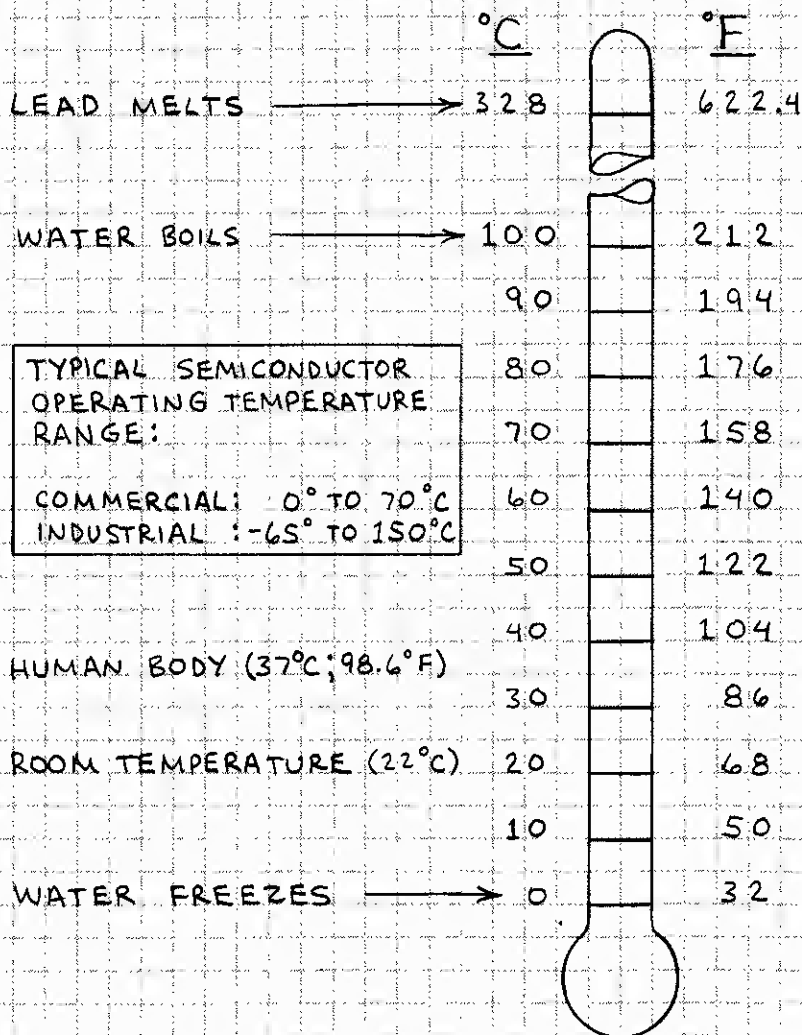 °C °F
LEAD MELTS 328 622.4
WATER BOILS 100 212
90 194
TYPICAL SEMICONDUCTOR 80 176
OPERATING TEMPERATURE
RANGE: 70 158
COMMERCIAL: 0° TO 70°C 60 140
INDUSTRIAL : -65° TO 150°C
50 122
40 104
HUMAN BODY (37°C; 98.6°F)
30 86
ROOM TEMPERATURE (22°C) 20 68
10 50
WATER FREEZES 0 32